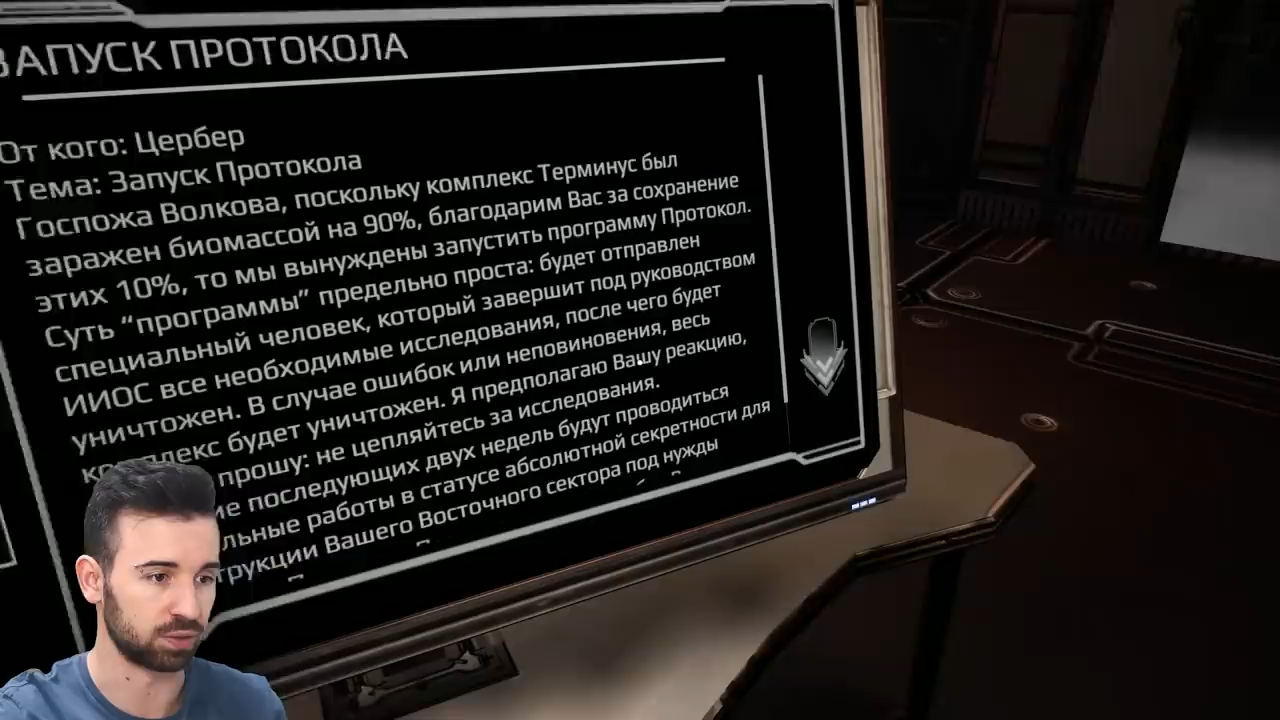 ЗАПУСК ПРОТОКОЛА
От кого: Цербер
Тема: Запуск Протокола
Госпожа Волкова, поскольку комплекс Терминус был
заражен биомассой на 90%, благодарим Вас за сохранение
этих 10%, то мы вынуждены запустить программу Протокол.
Суть “программы” предельно проста: будет отправлен
специальный человек, который завершит под руководством
ИИОС все необходимые исследования, после чего будет
уничтожен. В случае ошибок или неповиновения, весь
комплекс будет уничтожен. Я предполагаю Вашу реакцию,
прошу: не цепляйтесь за исследования.
последующих двух недель будут проводиться
работы в статусе абсолютной секретности для
Вашего Восточного сектора под нужды